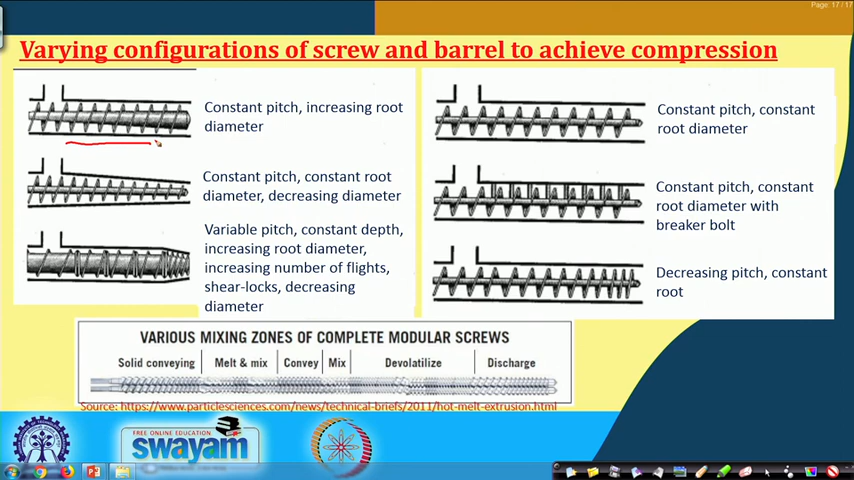 Page: 17 / 17
Varying configurations of screw and barrel to achieve compression
Constant pitch, increasing root
diameter
Constant pitch, constant root
diameter, decreasing diameter
Variable pitch, constant depth,
increasing root diameter,
increasing number of flights,
shear-locks, decreasing
diameter
Constant pitch, constant
root diameter
Constant pitch, constant
root diameter with
breaker bolt
Decreasing pitch, constant
root
VARIOUS MIXING ZONES OF COMPLETE MODULAR SCREWS
Solid conveying Melt & mix Convey Mix Devolatilize Discharge
Source: https://www.particlesciences.com/news/technical-briefs/2011/hot-melt-extrusion.html
FREE ONLINE EDUCATION
swayam